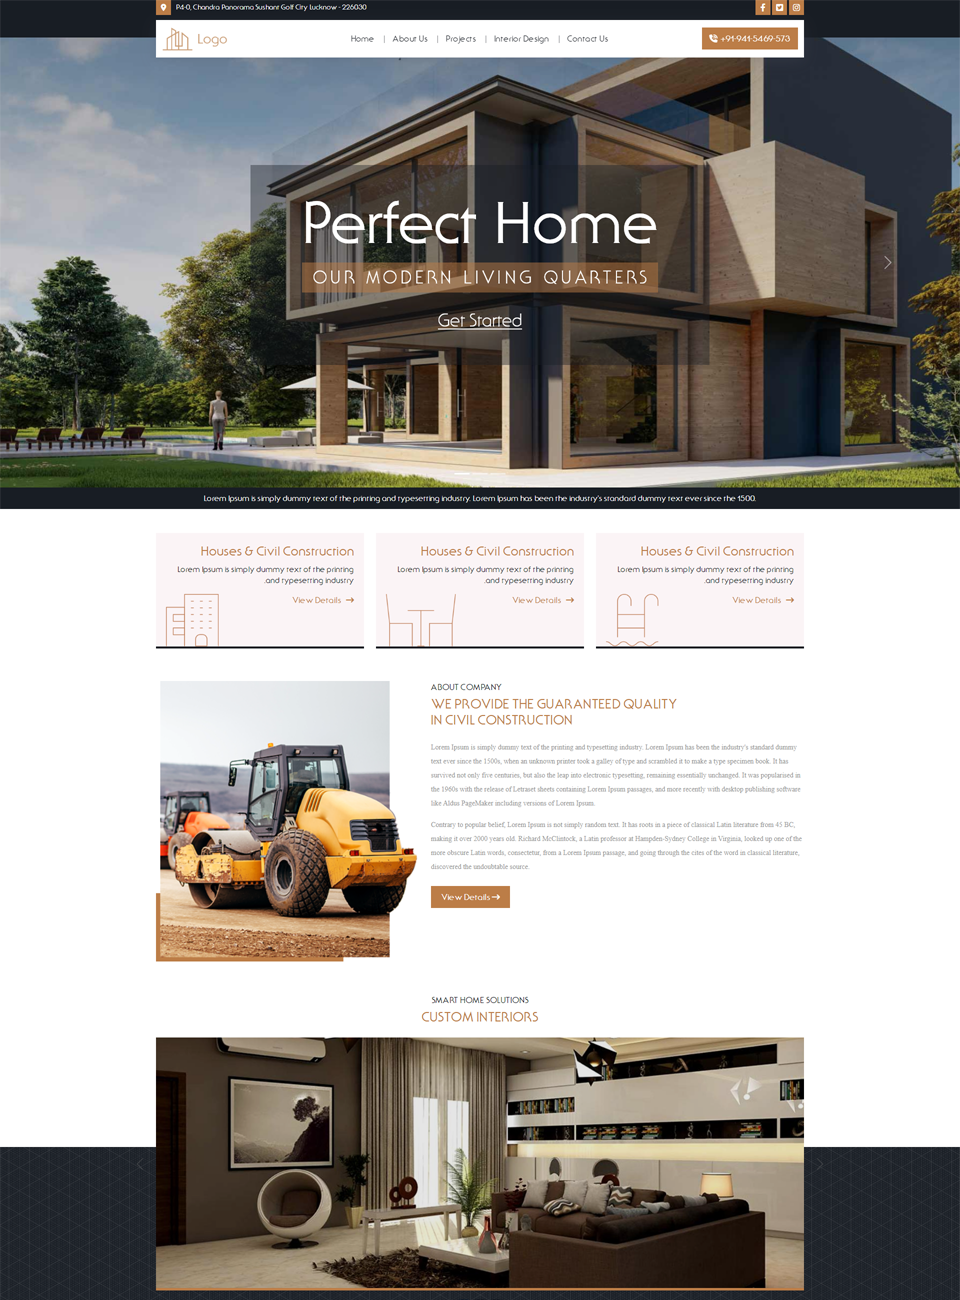 P4-0, Chandra Panorama Sushant Golf City Lucknow - 226030
Logo
Home | About Us | Projects | Interior Design | Contact Us
+91-941-5469-573
Perfect Home
OUR MODERN LIVING QUARTERS
Get Started
Lorem Ipsum is simply dummy text of the printing and typesetting industry. Lorem Ipsum has been the industry's standard dummy text ever since the 1500.
Houses & Civil Construction
Lorem Ipsum is simply dummy text of the printing
.and typesetting industry
View Details →
Houses & Civil Construction
Lorem Ipsum is simply dummy text of the printing
.and typesetting industry
View Details →
Houses & Civil Construction
Lorem Ipsum is simply dummy text of the printing
.and typesetting industry
View Details →
ABOUT COMPANY
WE PROVIDE THE GUARANTEED QUALITY
IN CIVIL CONSTRUCTION
Lorem Ipsum is simply dummy text of the printing and typesetting industry. Lorem Ipsum has been the industry's standard dummy
text ever since the 1500s, when an unknown printer took a galley of type and scrambled it to make a type specimen book. It has
survived not only five centuries, but also the leap into electronic typesetting, remaining essentially unchanged. It was popularised in
the 1960s with the release of Letraset sheets containing Lorem Ipsum passages, and more recently with desktop publishing software
like Aldus PageMaker including versions of Lorem Ipsum.
Contrary to popular belief, Lorem Ipsum is not simply random text. It has roots in a piece of classical Latin literature from 45 BC,
making it over 2000 years old. Richard McClintock, a Latin professor at Hampden-Sydney College in Virginia, looked up one of the
more obscure Latin words, consectetur, from a Lorem Ipsum passage, and going through the cites of the word in classical literature,
discovered the undoubtable source.
View Details →
SMART HOME SOLUTIONS
CUSTOM INTERIORS